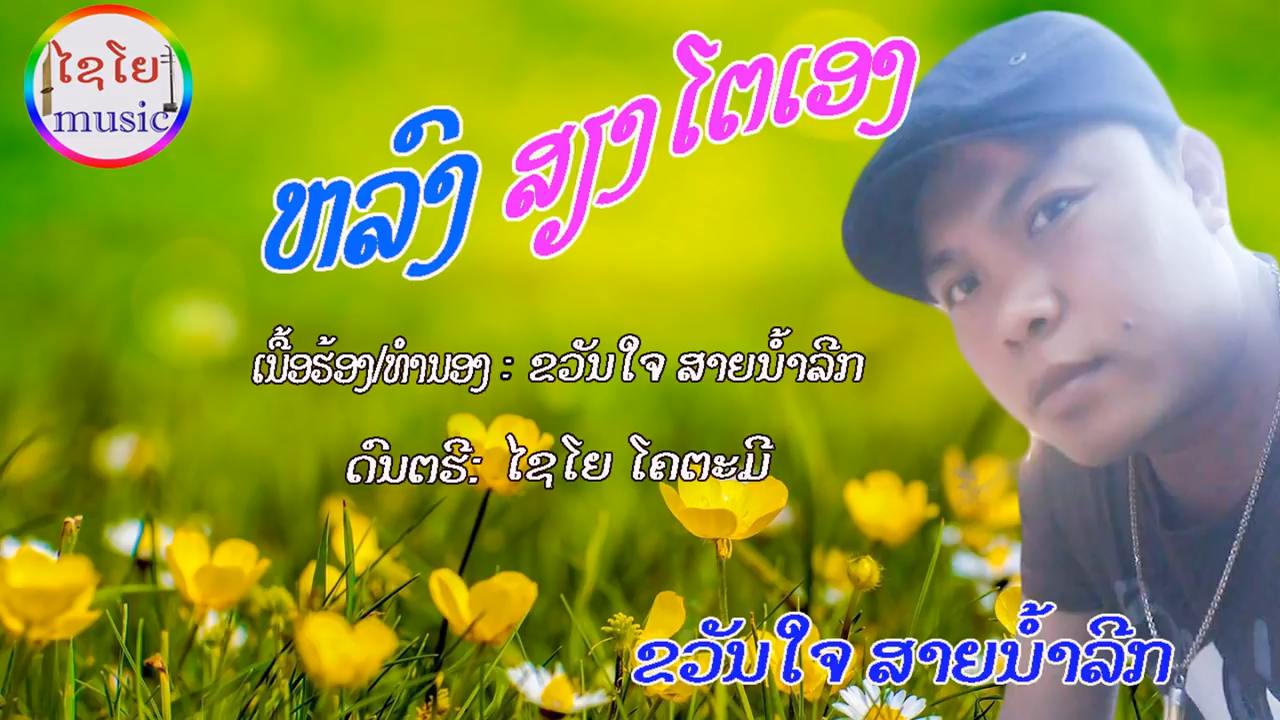 ໄຊໂຍ
music
ຫລົງ ສຽງ ໂຕເອງ
ເນື້ອຮ້ອງ/ທຳນອງ : ຂວັນໃຈ ສາຍນ້ຳລຶກ
ດົນຕຣີ: ໄຊໂຍ ໂຄຕະມີ
ຂວັນໃຈ ສາຍນ້ຳລຶກ